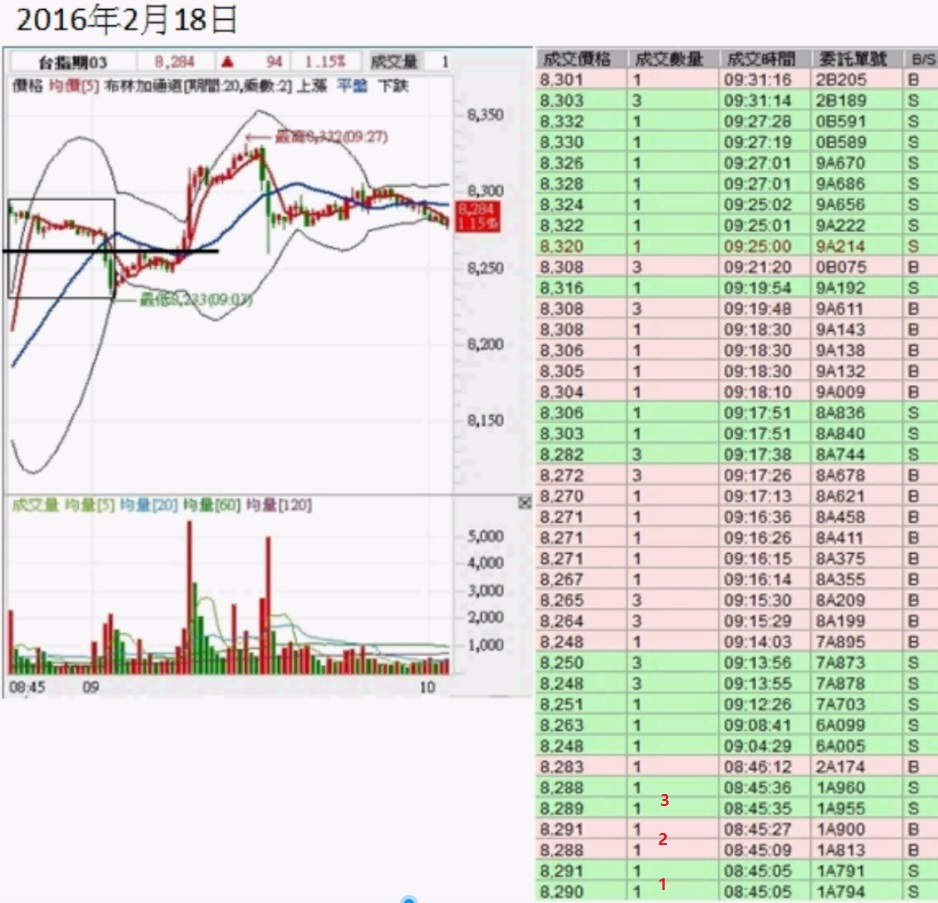 2016年2月18日
台指期03 8,284 ▲ 94 1.15% 成交量 1
價格 均價[5] 布林加通道[期間:20,乘數:2] 上漲 平盤 下跌
8,350
最高8,332(09:27)
8,300
8,284
1.15%
8,250
最低8,233(09:03)
8,200
8,150
成交量 均量[5] 均量[20] 均量[60] 均量[120]
5,000
4,000
3,000
2,000
1,000
08:45 09 10
成交價格 成交數量 成交時間 委託單號 B/S
8,301 1 09:31:16 2B205 B
8,303 3 09:31:14 2B189 S
8,332 1 09:27:28 0B591 S
8,330 1 09:27:19 0B589 S
8,326 1 09:27:01 9A670 S
8,328 1 09:27:01 9A686 S
8,324 1 09:25:02 9A656 S
8,322 1 09:25:01 9A222 S
8,320 1 09:25:00 9A214 S
8,308 3 09:21:20 0B075 B
8,316 1 09:19:54 9A192 S
8,308 3 09:19:48 9A611 B
8,308 1 09:18:30 9A143 B
8,306 1 09:18:30 9A138 B
8,305 1 09:18:30 9A132 B
8,304 1 09:18:10 9A009 B
8,306 1 09:17:51 8A836 S
8,303 1 09:17:51 8A840 S
8,282 3 09:17:38 8A744 S
8,272 3 09:17:26 8A678 B
8,270 1 09:17:13 8A621 B
8,271 1 09:16:36 8A458 B
8,271 1 09:16:26 8A411 B
8,271 1 09:16:15 8A375 B
8,267 1 09:16:14 8A355 B
8,265 3 09:15:30 8A209 B
8,264 3 09:15:29 8A199 B
8,248 1 09:14:03 7A895 B
8,250 3 09:13:56 7A873 S
8,248 3 09:13:55 7A878 S
8,251 1 09:12:26 7A703 S
8,263 1 09:08:41 6A099 S
8,248 1 09:04:29 6A005 S
8,283 1 08:46:12 2A174 B
8,288 1 08:45:36 1A960 S
3
8,289 1 08:45:35 1A955 S
8,291 1 08:45:27 1A900 B
2
8,288 1 08:45:09 1A813 B
8,291 1 08:45:05 1A791 S
1
8,290 1 08:45:05 1A794 S